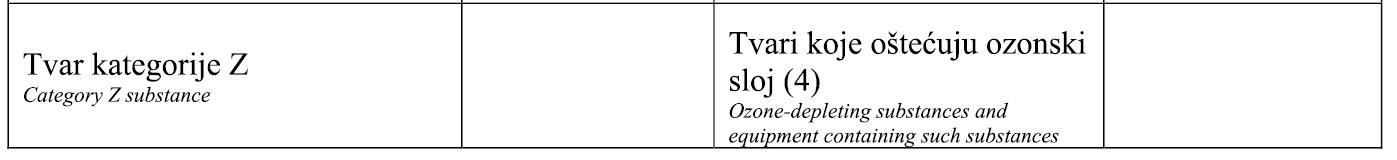 Tvar kategorije Z
Category Z substance
Tvari koje oštećuju ozonski
sloj (4)
Ozone-depleting substances and
equipment containing such substances